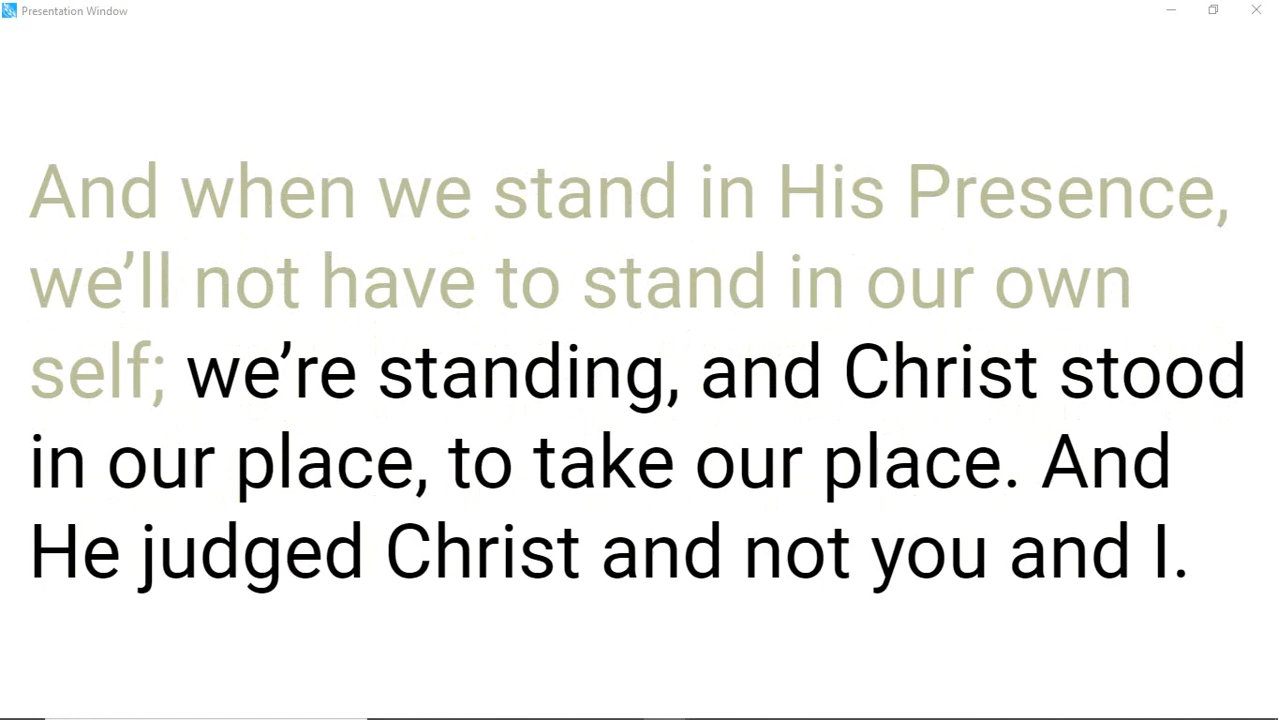 Presentation Window
And when we stand in His Presence,
we’ll not have to stand in our own
self; we’re standing, and Christ stood
in our place, to take our place. And
He judged Christ and not you and I.